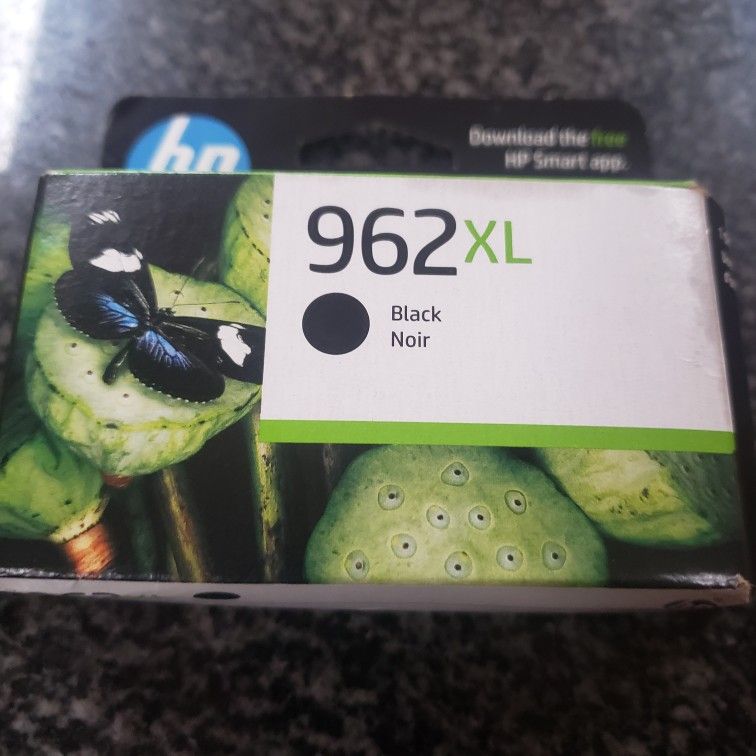 hp
Download the free
HP Smart app.
962XL
Black
Noir